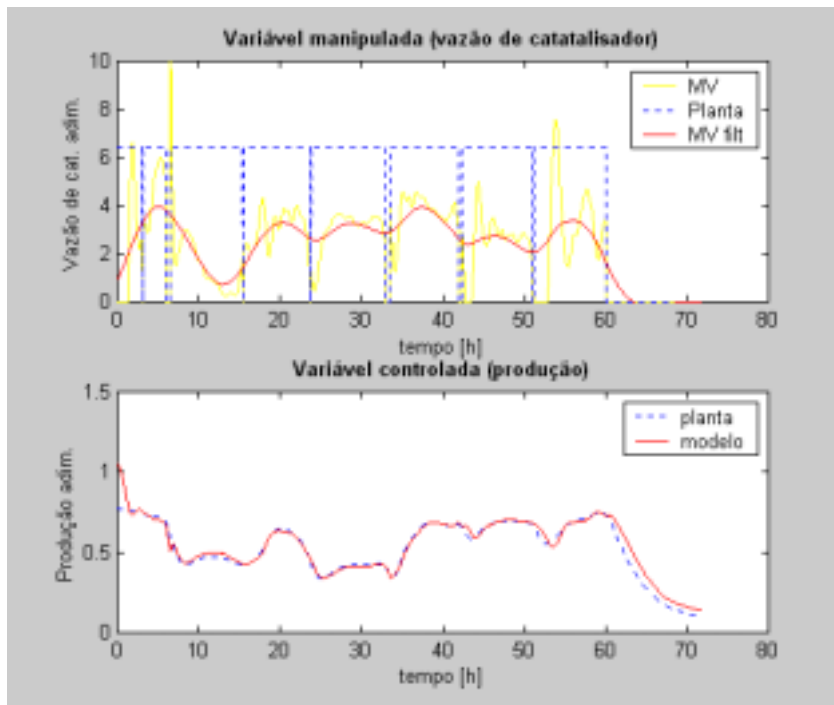 Variável manipulada (vazão de catatalisador)
10
8
6
4
2
0
Vazão de cat. adim.
MV
Planta
MV filt
0 10 20 30 40 50 60 70 80
tempo [h]
Variável controlada (produção)
1.5
1
0.5
0
Produção adim.
planta
modelo
0 10 20 30 40 50 60 70 80
tempo [h]